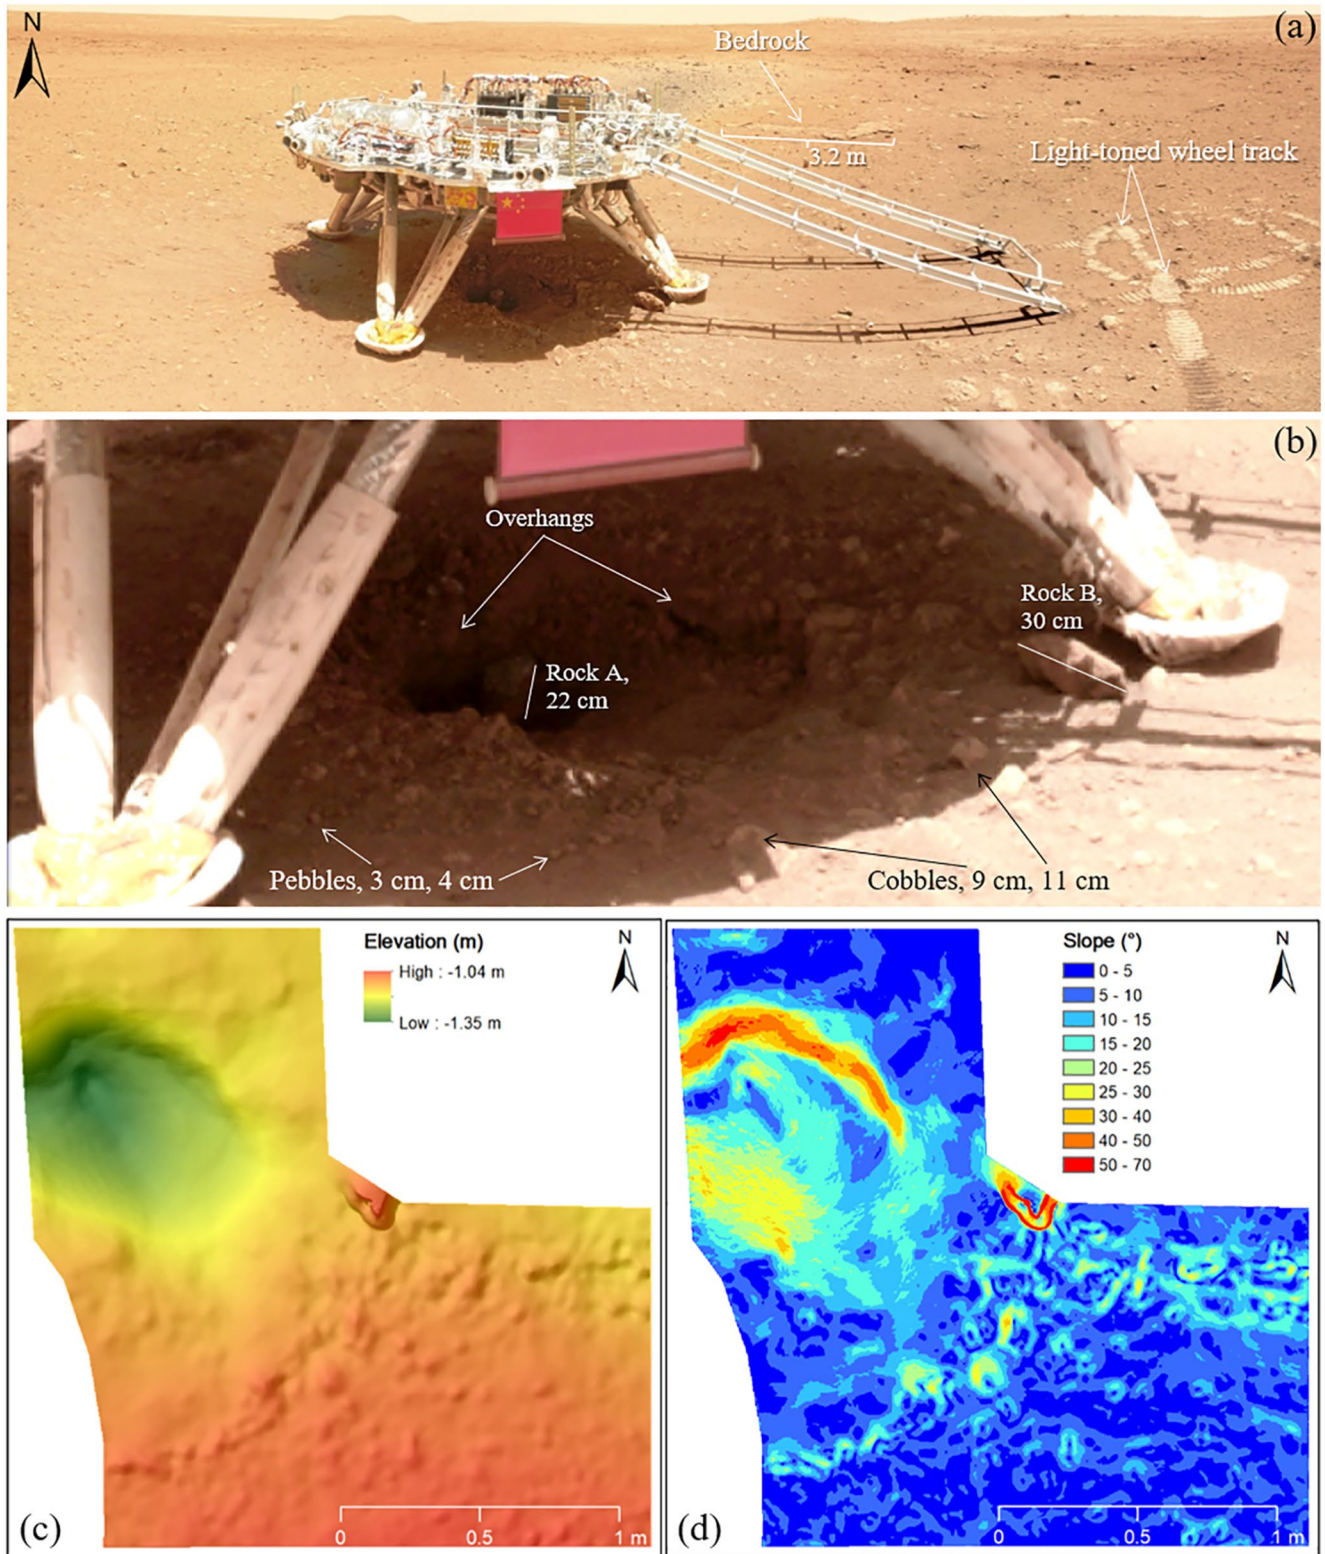 N
(a)
Bedrock
3.2 m
Light-toned wheel track
(b)
Overhangs
Rock A,
22 cm
Rock B,
30 cm
Pebbles, 3 cm, 4 cm
Cobbles, 9 cm, 11 cm
Elevation (m)
High : -1.04 m
Low : -1.35 m
N
(c)
0 0.5 1 m
Slope (°)
0 - 5
5 - 10
10 - 15
15 - 20
20 - 25
25 - 30
30 - 40
40 - 50
50 - 70
N
(d)
0 0.5 1 m